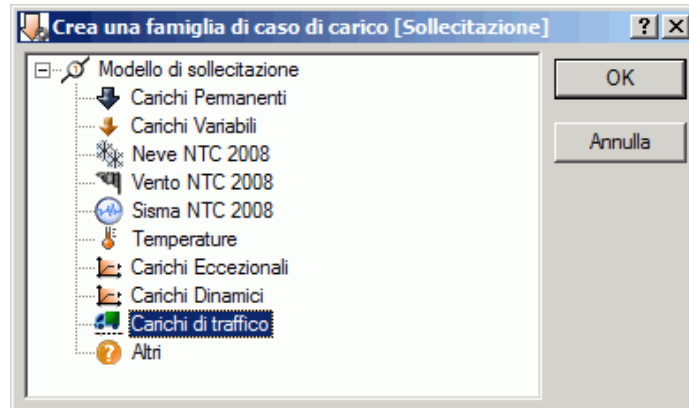 Crea una famiglia di caso di carico [Sollecitazione]
Modello di sollecitazione
Carichi Permanenti
Carichi Variabili
Neve NTC 2008
Vento NTC 2008
Sisma NTC 2008
Temperature
Carichi Eccezionali
Carichi Dinamici
Carichi di traffico
Altri
OK
Annulla